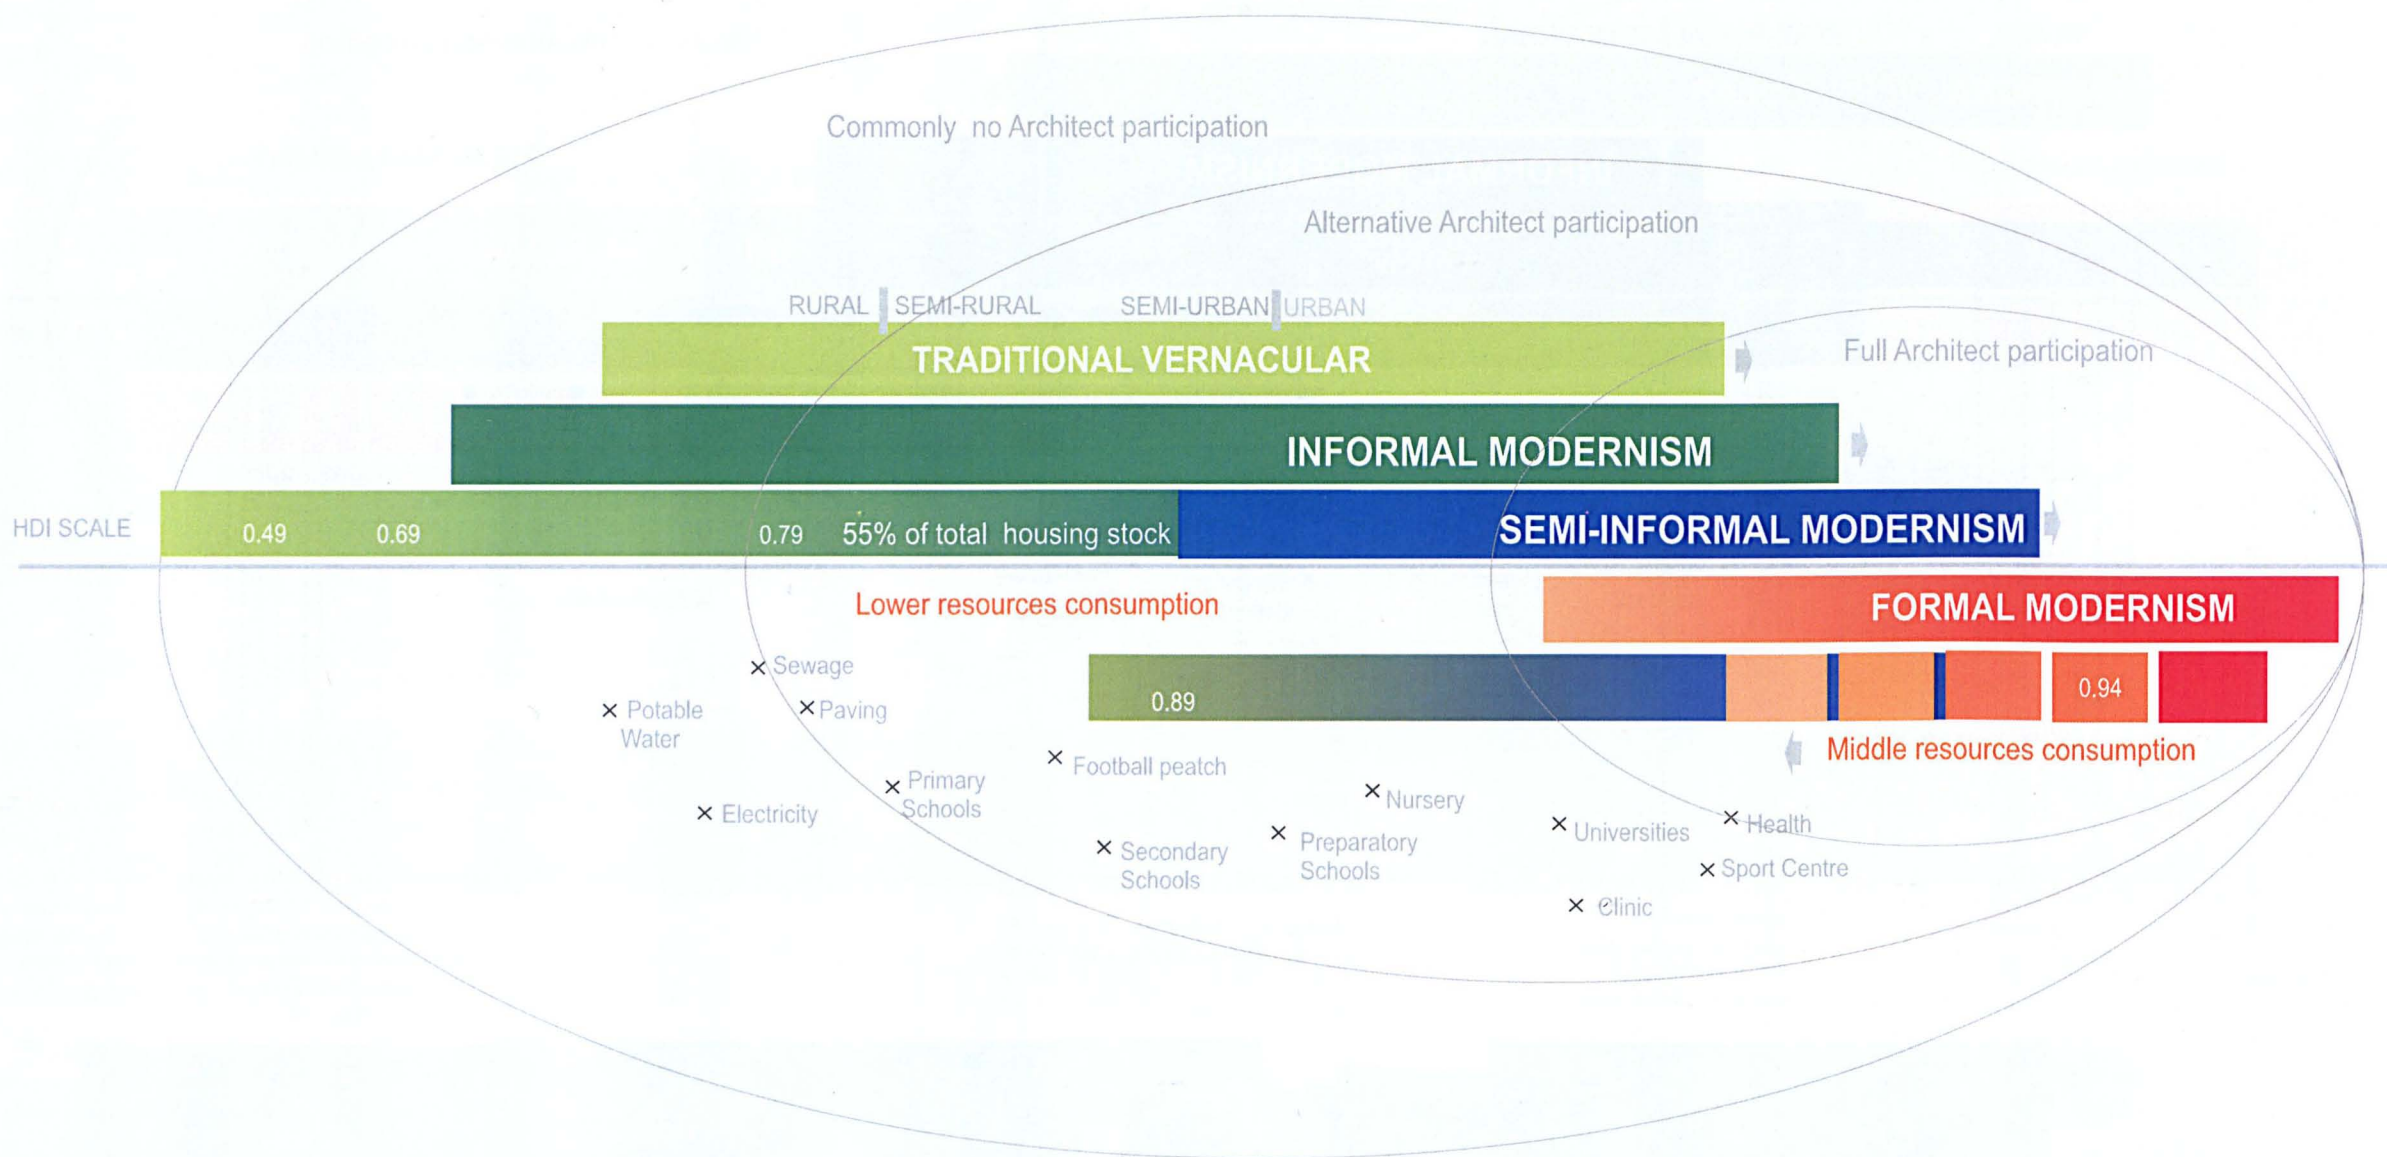 Commonly no Architect participation
Alternative Architect participation
RURAL SEMI-RURAL SEMI-URBAN URBAN
TRADITIONAL VERNACULAR
Full Architect participation
INFORMAL MODERNISM
HDI SCALE 0.49 0.69 0.79 55% of total housing stock SEMI-INFORMAL MODERNISM
Lower resources consumption
FORMAL MODERNISM
Sewage
0.89
0.94
Potable
Water
Paving
Middle resources consumption
Football peatch
Primary
Schools
Electricity
Nursery
Secondary
Schools
Preparatory
Schools
Universities
Health
Sport Centre
Clinic